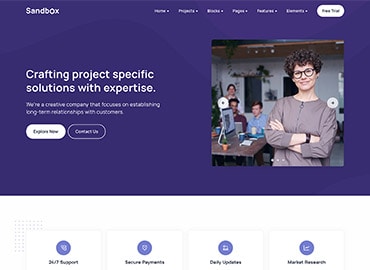 Sandbox
Home Projects Blocks Pages Features Elements Free Trial
Crafting project specific
solutions with expertise.
We're a creative company that focuses on establishing
long-term relationships with customers.
Explore Now Contact Us
24/7 Support Secure Payments Daily Updates Market Research